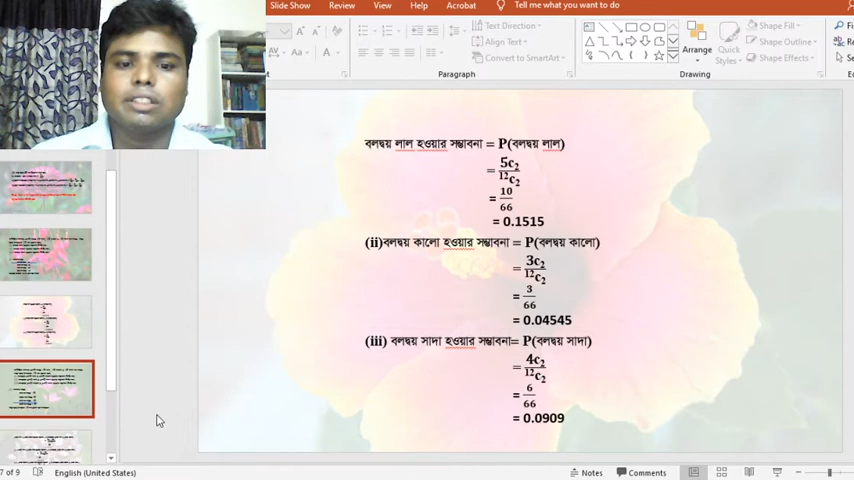 Slide Show Review View Help Acrobat Tell me what you want to do
Text Direction
Align Text
Convert to SmartArt
Arrange
Quick Styles
Shape Fill
Shape Outline
Shape Effects
Paragraph
Drawing
বলদ্বয় লাল হওয়ার সম্ভাবনা = P(বলদ্বয় লাল)
= 5c₂/¹²c₂
= 10/66
= 0.1515
(ii)বলদ্বয় কালো হওয়ার সম্ভাবনা = P(বলদ্বয় কালো)
= 3c₂/¹²c₂
= 3/66
= 0.04545
(iii) বলদ্বয় সাদা হওয়ার সম্ভাবনা= P(বলদ্বয় সাদা)
= 4c₂/¹²c₂
= 6/66
= 0.0909
7 of 9 English (United States) Notes Comments